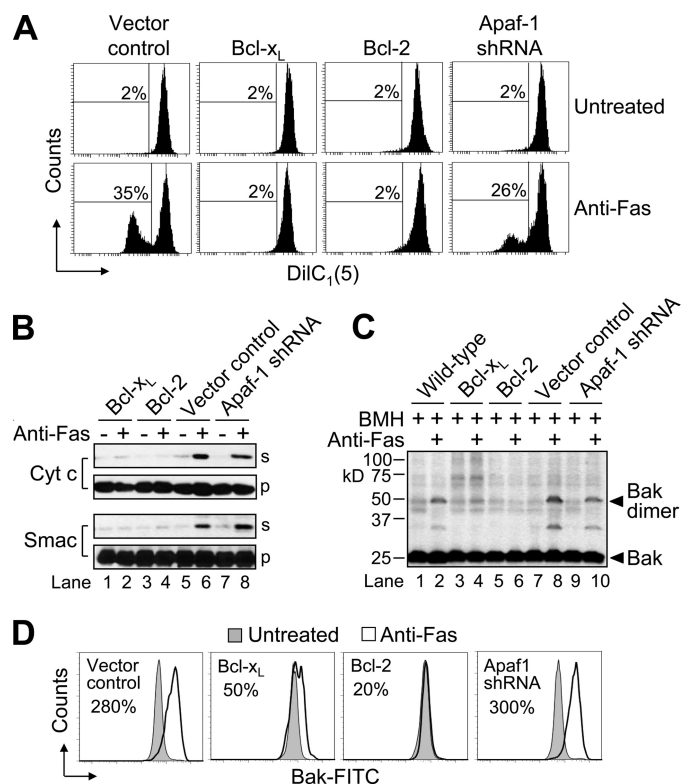 A
Vector control
Bcl-xL
Bcl-2
Apaf-1 shRNA
2%
2%
2%
2%
Untreated
35%
2%
2%
26%
Anti-Fas
Counts
DilC1(5)
B
Bcl-xL
Bcl-2
Vector control
Apaf-1 shRNA
Anti-Fas - + - + - + - +
Cyt c
s
p
Smac
s
p
Lane 1 2 3 4 5 6 7 8
C
Wild-type
Bcl-xL
Bcl-2
Vector control
Apaf-1 shRNA
BMH + + + + + + + + + +
Anti-Fas + + + + +
kD
100
75
50
37
25
Bak dimer
Bak
Lane 1 2 3 4 5 6 7 8 9 10
D
Untreated Anti-Fas
Vector control
280%
Bcl-xL
50%
Bcl-2
20%
Apaf1 shRNA
300%
Counts
Bak-FITC